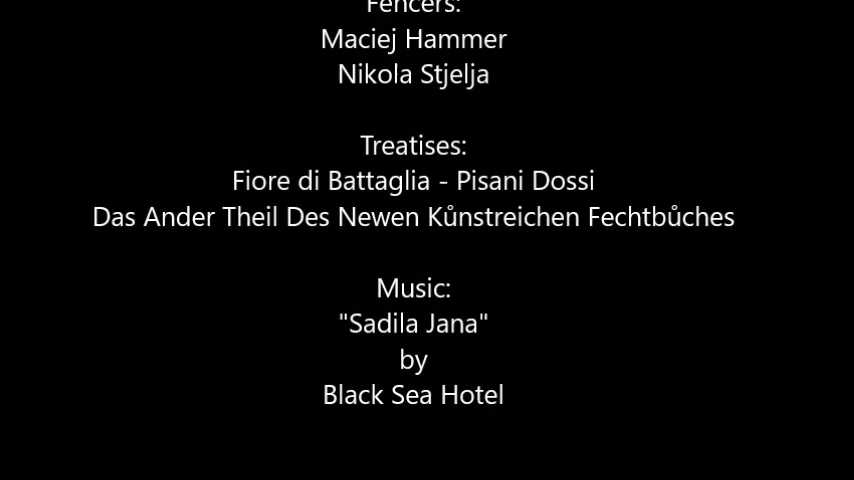 Fencers:
Maciej Hammer
Nikola Stjelja
Treatises:
Fiore di Battaglia - Pisani Dossi
Das Ander Theil Des Newen Kůnstreichen Fechtbůches
Music:
"Sadila Jana"
by
Black Sea Hotel